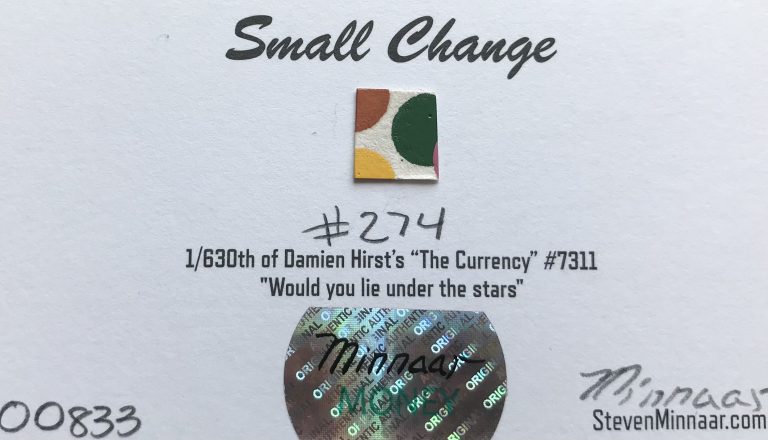 Small Change
#274
1/630th of Damien Hirst's “The Currency” #7311
"Would you lie under the stars"
Minnaar
MONEY
00833
Minnaar
StevenMinnaar.com